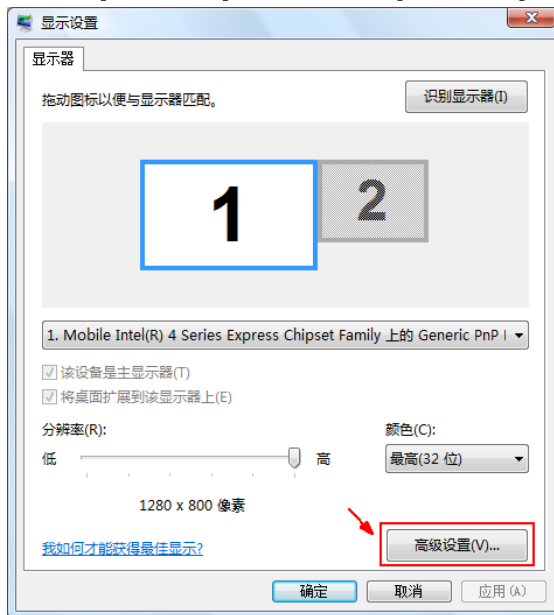 显示设置
显示器
拖动图标以便与显示器匹配。
识别显示器(I)
1
2
1. Mobile Intel(R) 4 Series Express Chipset Family 上的 Generic PnP
该设备是主显示器(T)
将桌面扩展到该显示器上(E)
分辨率(R):
颜色(C):
低
高
最高(32 位)
1280 x 800 像素
我如何才能获得最佳显示?
高级设置(V)...
确定
取消
应用(A)